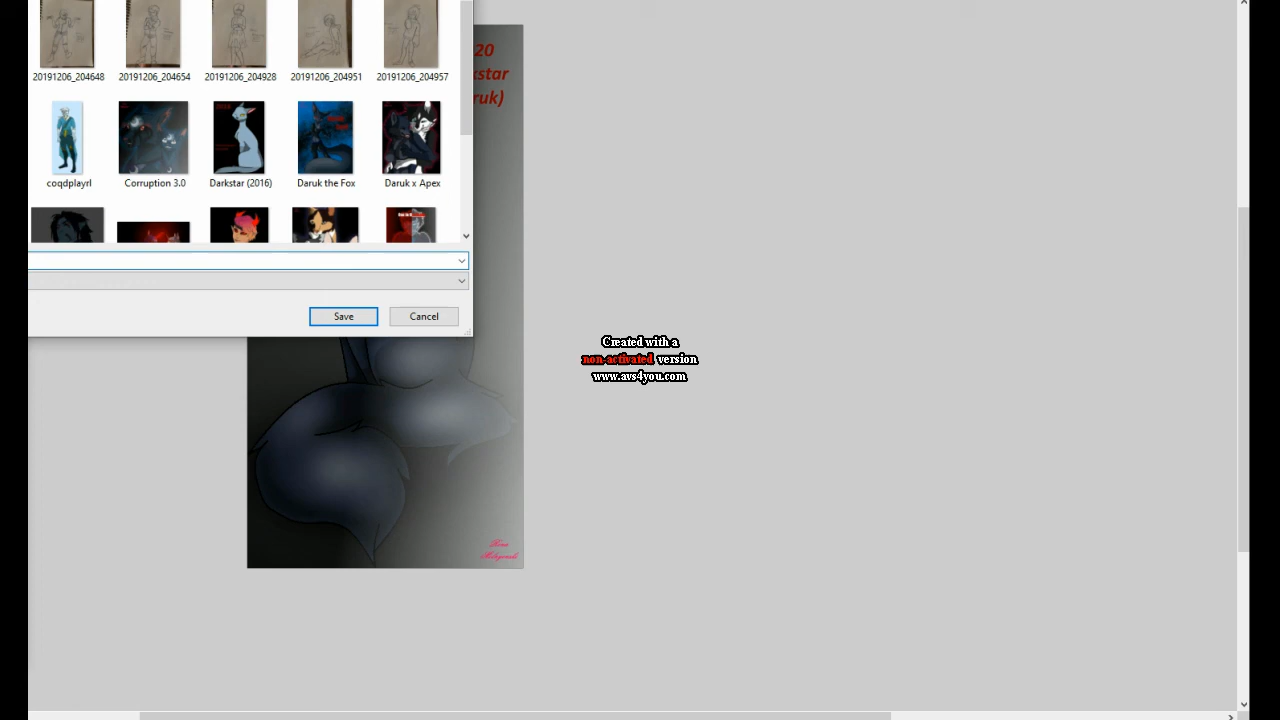 20191206_204648
20191206_204654
20191206_204928
20191206_204951
20191206_204957
20
kstar
ruk)
coqdplayrl
Corruption 3.0
Darkstar (2016)
Daruk the Fox
Daruk x Apex
Save
Cancel
Created with a
non-activated version
www.avs4you.com